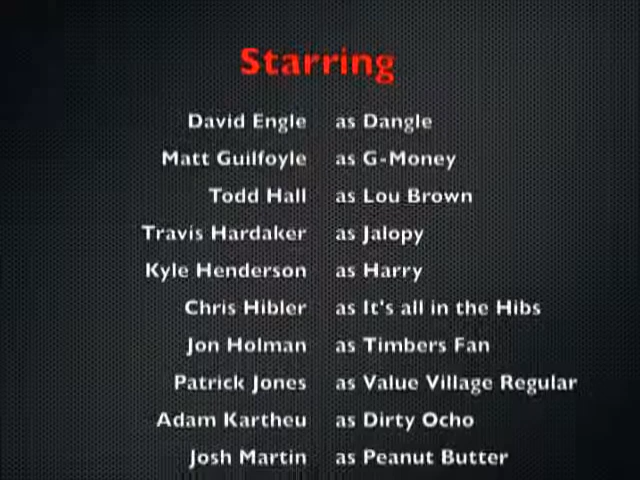 Starring
David Engle as Dangle
Matt Guilfoyle as G-Money
Todd Hall as Lou Brown
Travis Hardaker as Jalopy
Kyle Henderson as Harry
Chris Hibler as It's all in the Hibs
Jon Holman as Timbers Fan
Patrick Jones as Value Village Regular
Adam Kartheu as Dirty Ocho
Josh Martin as Peanut Butter